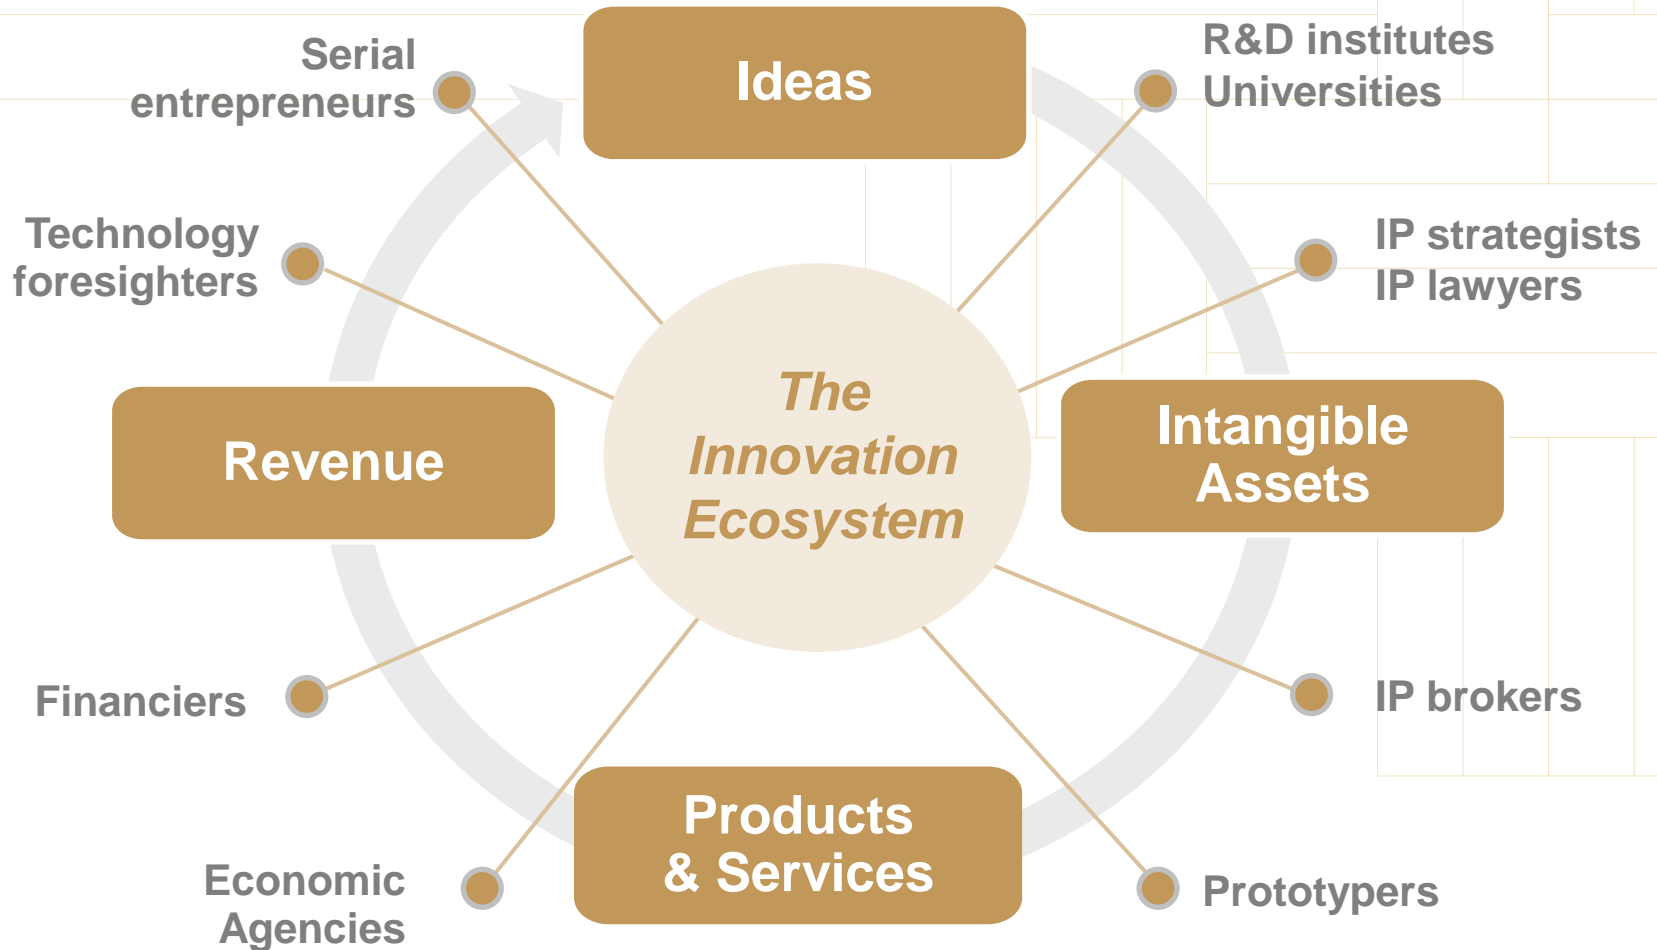 Ideas
R&D institutes
Universities
IP strategists
IP lawyers
Intangible
Assets
IP brokers
Prototypers
Products
& Services
Economic
Agencies
Financiers
Revenue
Technology
foresighters
Serial
entrepreneurs
The
Innovation
Ecosystem